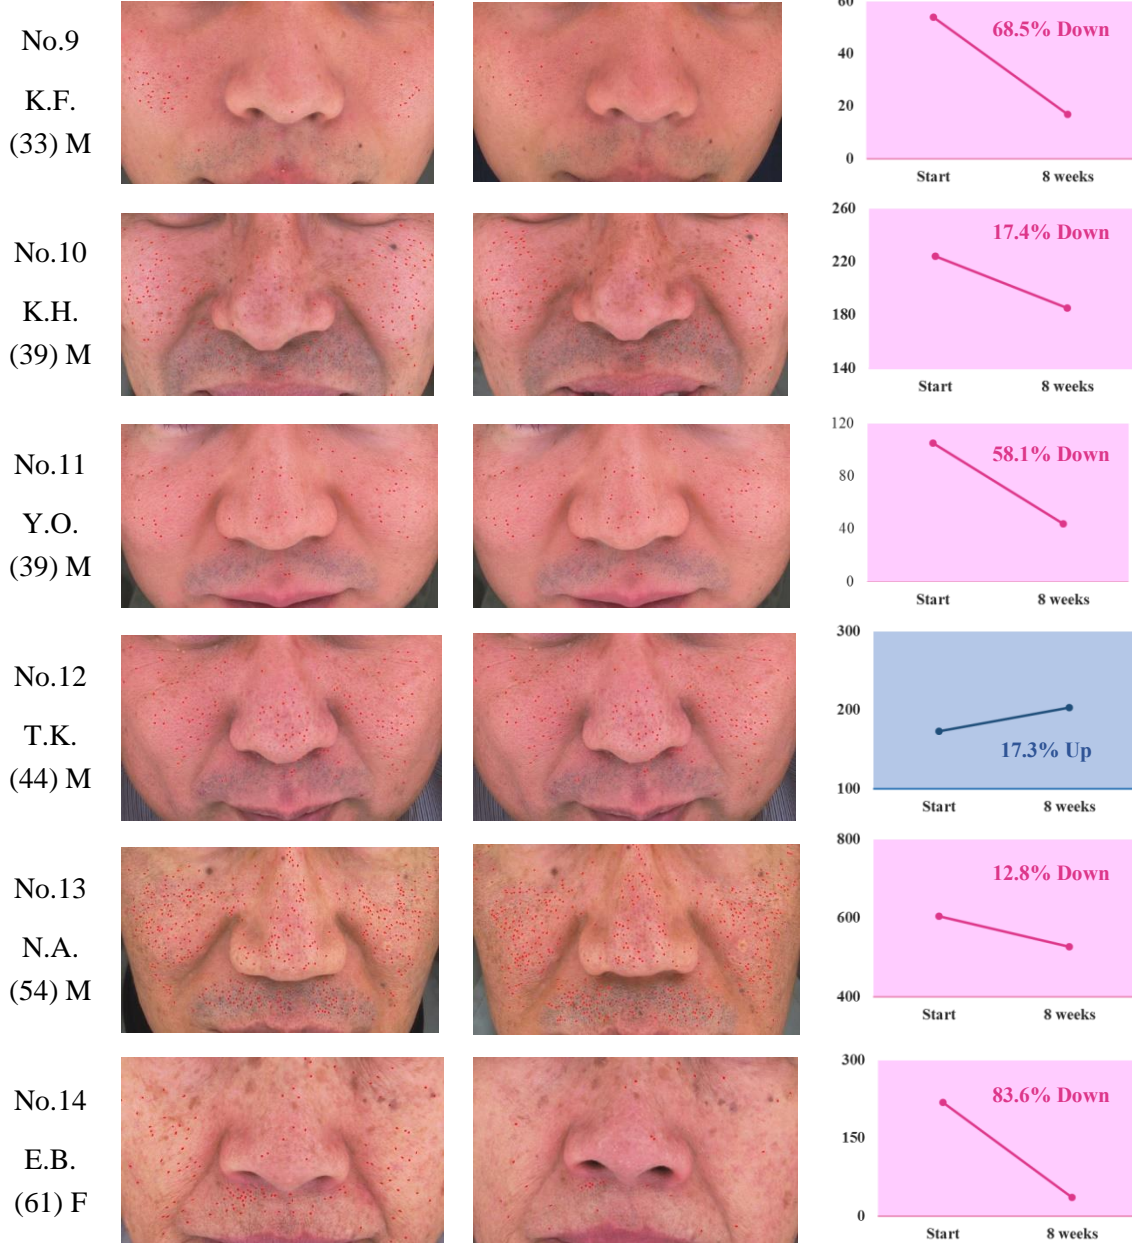 No.9
K.F.
(33) M
60
40
20
0
68.5% Down
Start 8 weeks
No.10
K.H.
(39) M
260
220
180
140
17.4% Down
Start 8 weeks
No.11
Y.O.
(39) M
120
80
40
0
58.1% Down
Start 8 weeks
No.12
T.K.
(44) M
300
200
100
17.3% Up
Start 8 weeks
No.13
N.A.
(54) M
800
600
400
12.8% Down
Start 8 weeks
No.14
E.B.
(61) F
300
150
0
83.6% Down
Start 8 weeks